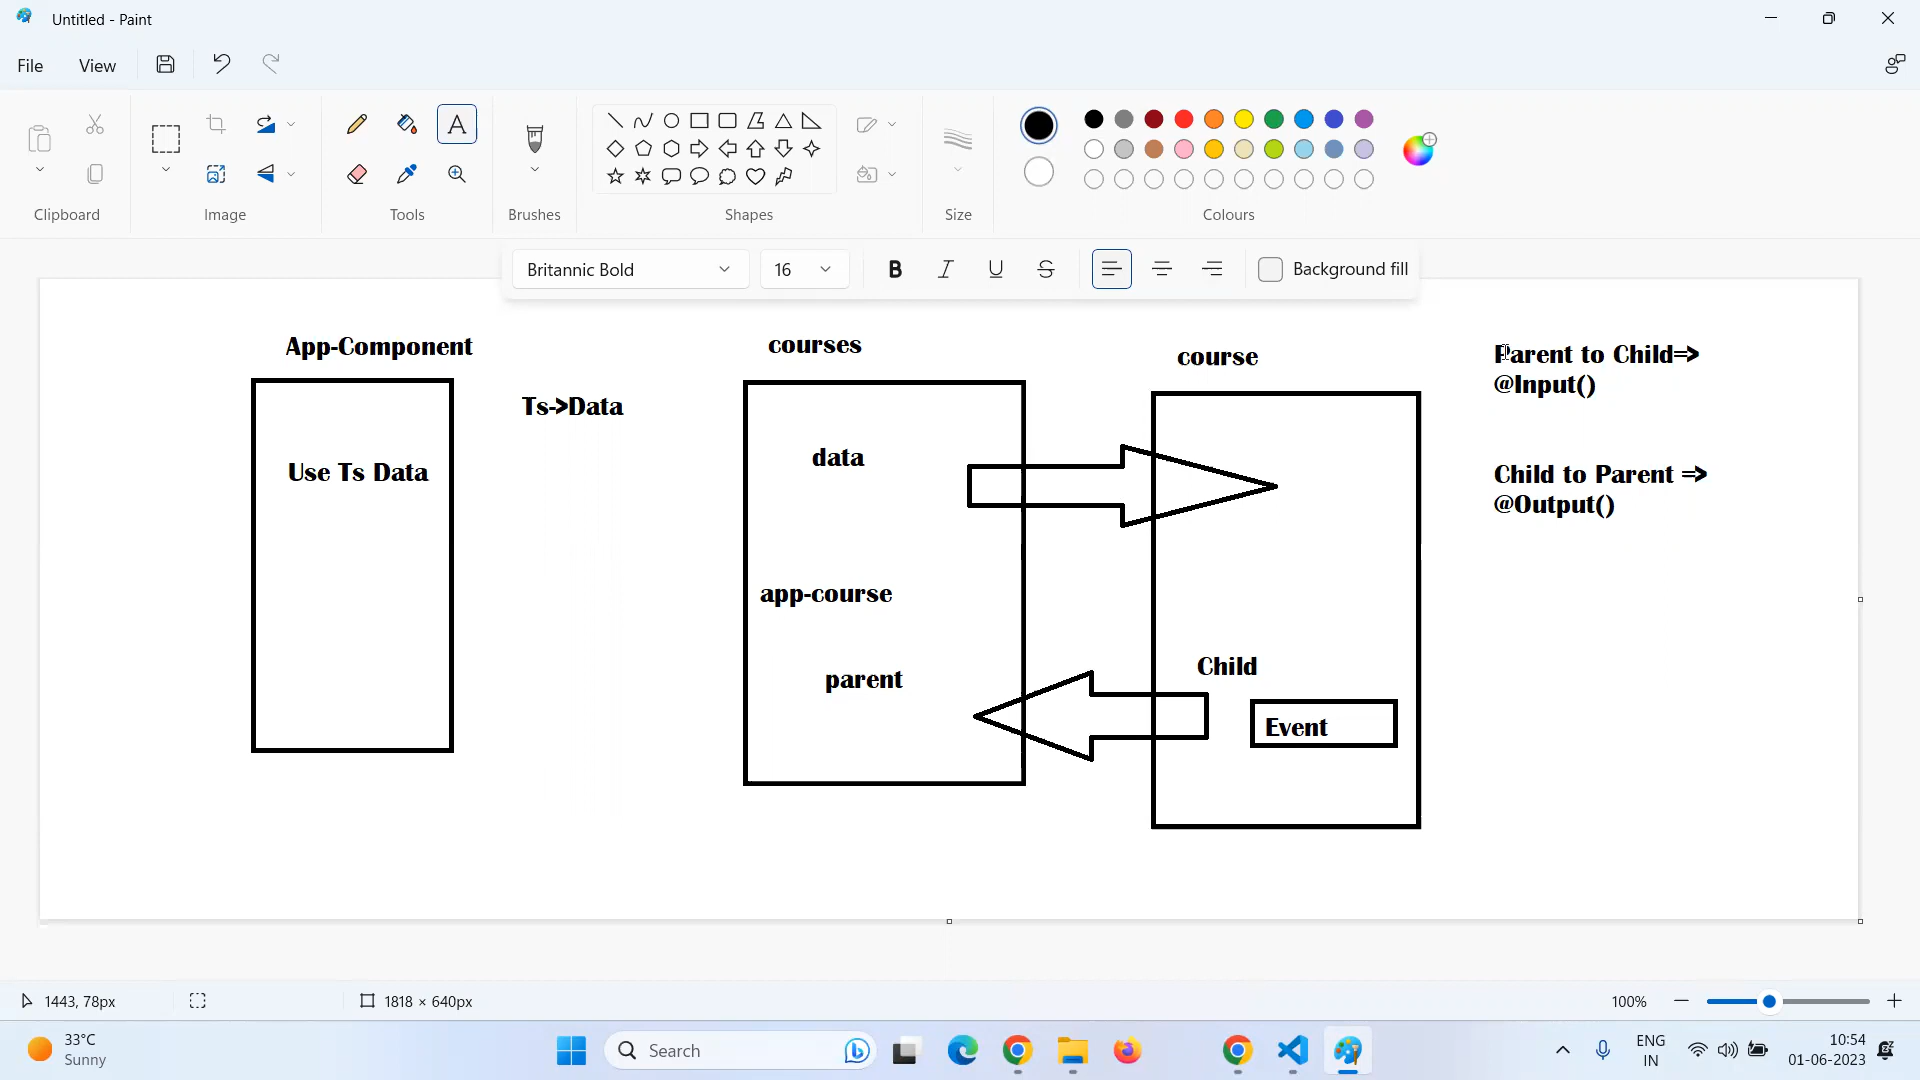 Untitled - Paint
File
View
Clipboard
Image
Tools
Brushes
Shapes
Size
Colours
A
Britannic Bold
16
B
I
U
S
Background fill
App-Component
Use Ts Data
Ts->Data
courses
data
app-course
parent
course
Child
Event
Parent to Child=>
@Input()
Child to Parent =>
@Output()
1443, 78px
1818 × 640px
100%
33°C
Sunny
Search
ENG
IN
10:54
01-06-2023